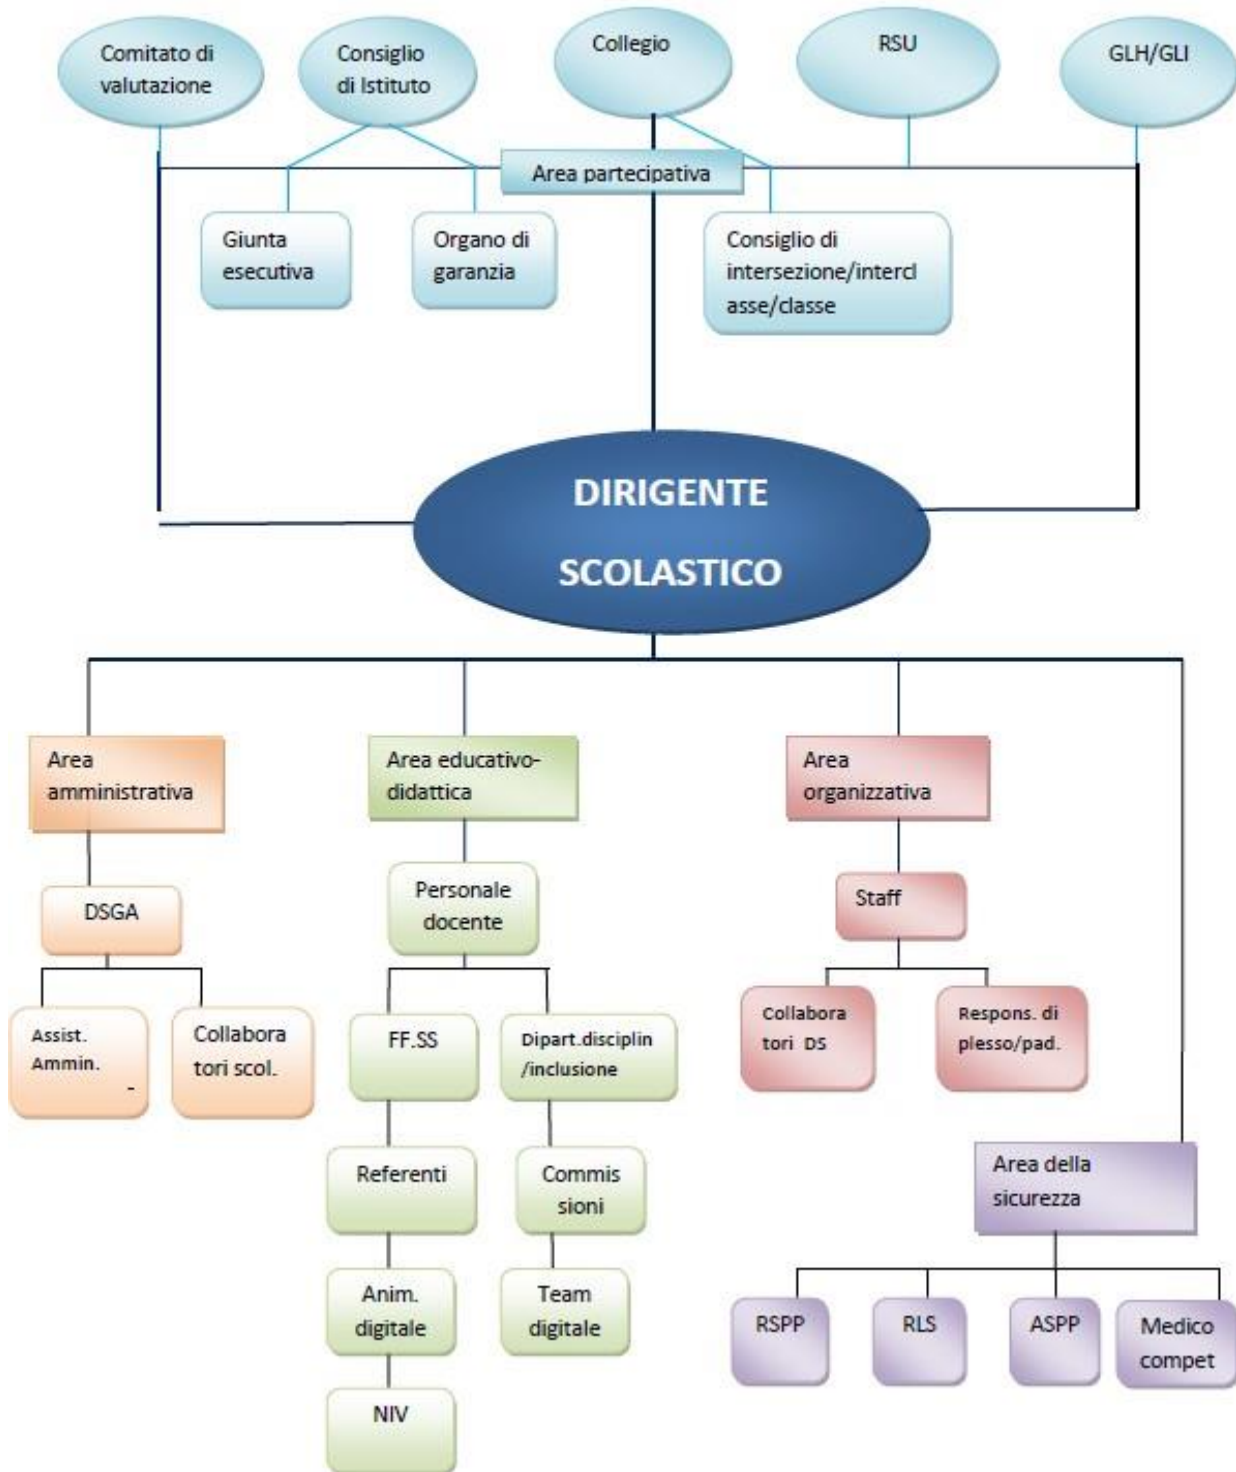 Comitato di
valutazione
Consiglio
di Istituto
Collegio
RSU
GLH/GLI
Area partecipativa
Giunta
esecutiva
Organo di
garanzia
Consiglio di
intersezione/intercl
asse/classe
DIRIGENTE
SCOLASTICO
Area
amministrativa
Area educativo-
didattica
Area
organizzativa
DSGA
Personale
docente
Staff
Assist.
Ammin.
-
Collabora
tori scol.
FF.SS
Dipart.disciplin
/inclusione
Collabora
tori DS
Respons. di
plesso/pad.
Referenti
Commis
sioni
Area della
sicurezza
Anim.
digitale
Team
digitale
RSPP
RLS
ASPP
Medico
compet
NIV